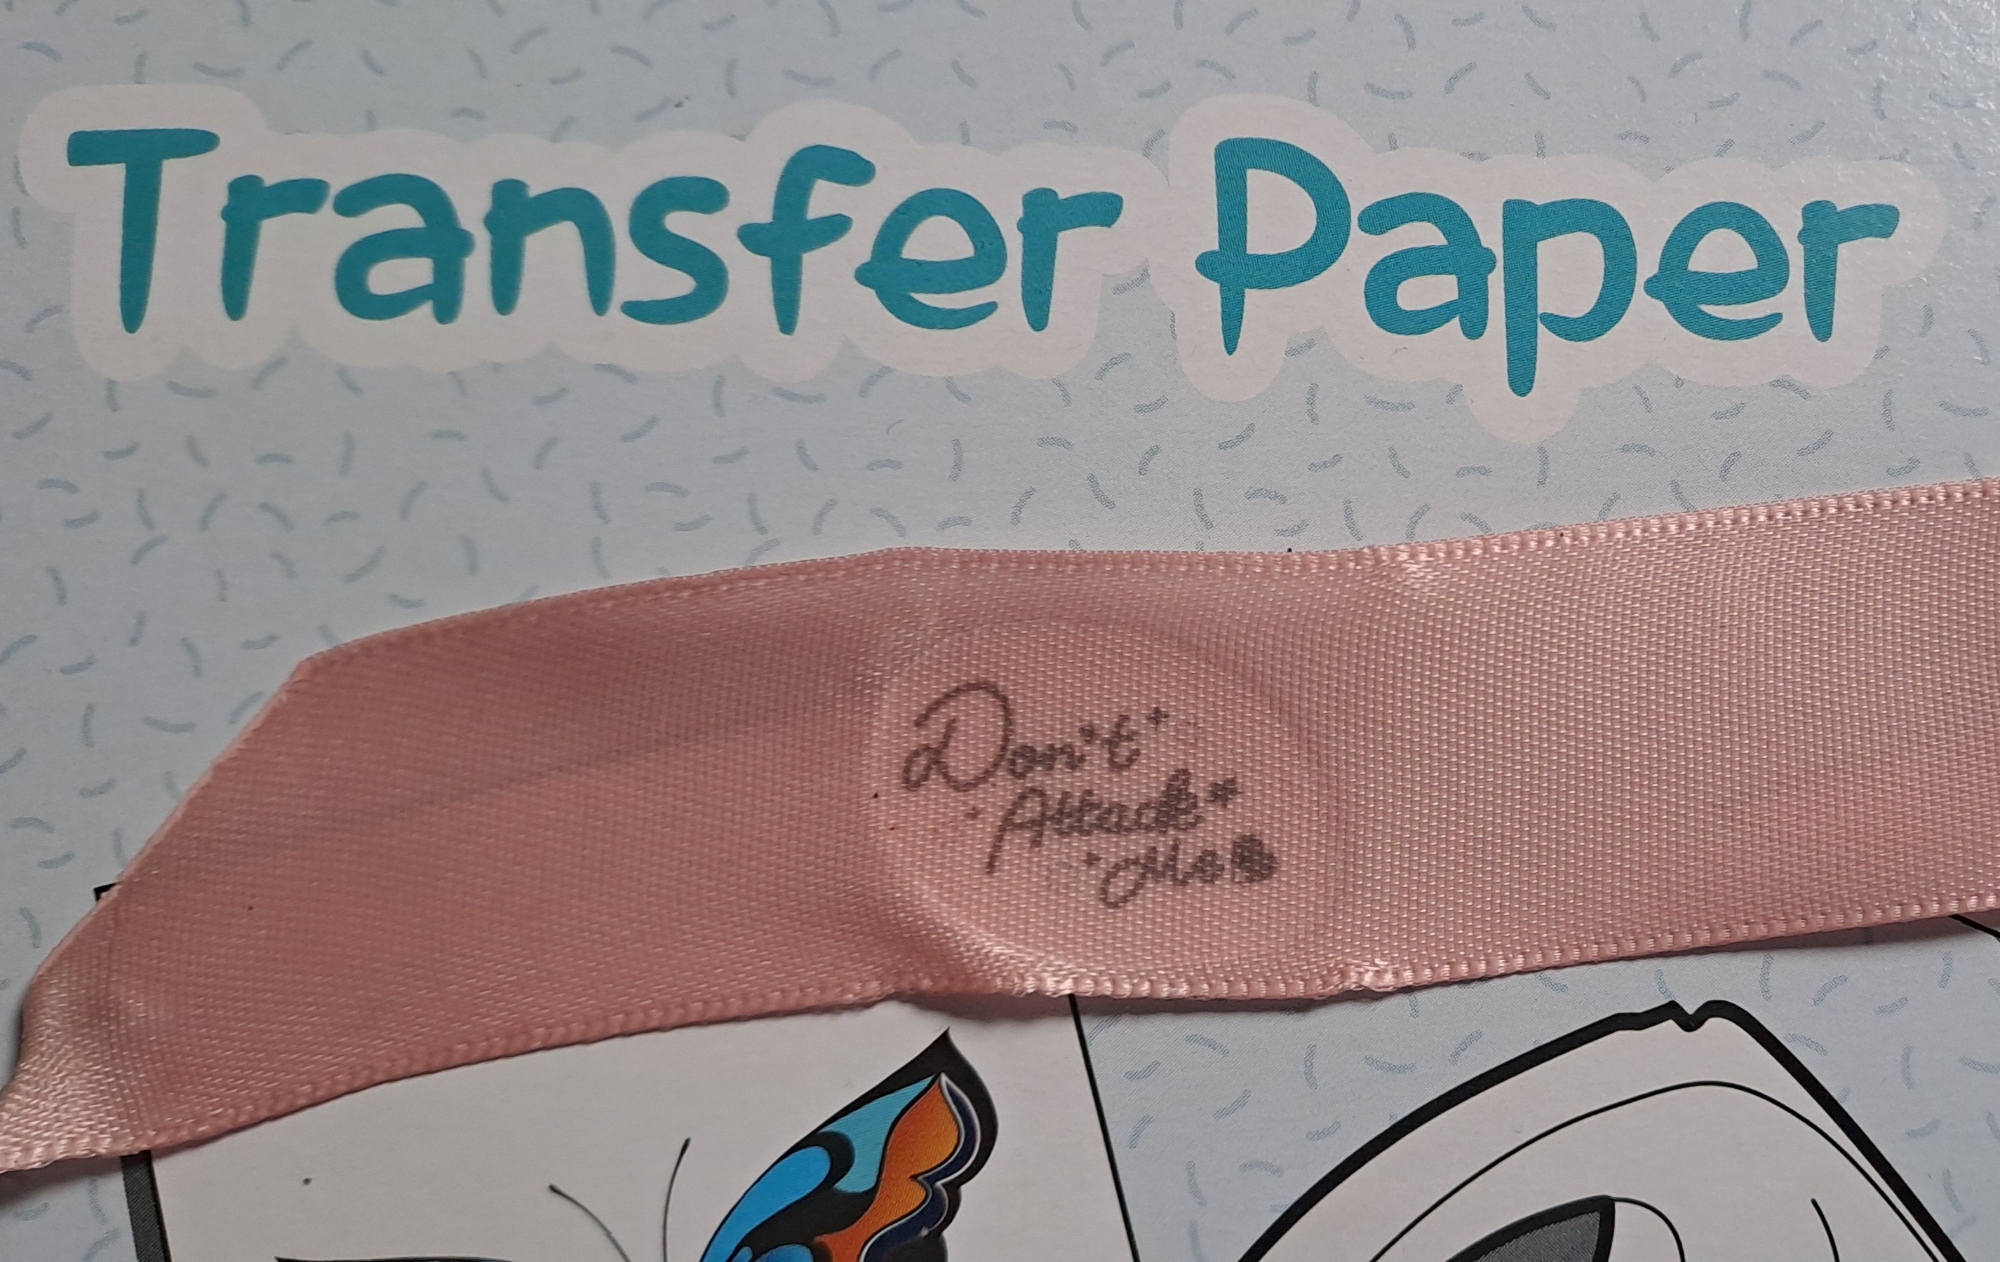 Transfer Paper
Don't
Attack
Me